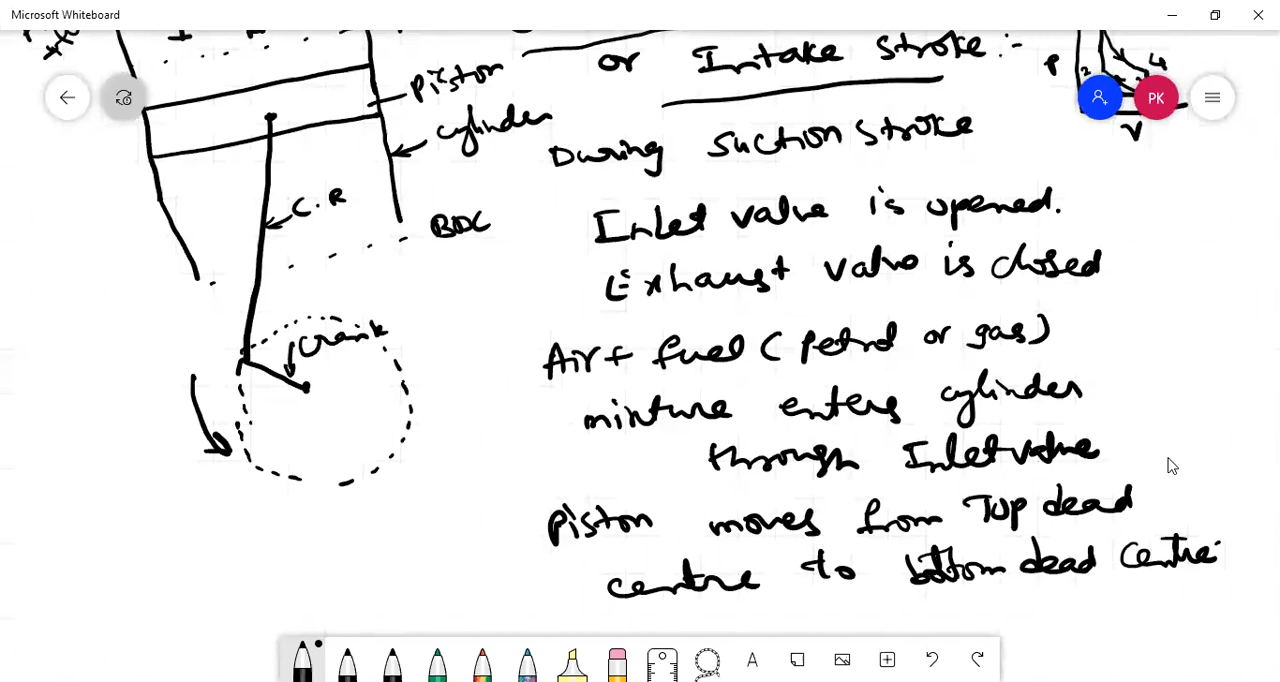 Microsoft Whiteboard
or Intake stroke :-
piston
cylinder
C.R
BDC
crank
P
2
4
V
PK
During suction stroke
Inlet valve is opened.
Exhaust valve is closed
Air + fuel (petrol or gas)
mixture enters cylinder
through Inlet valve
piston moves from Top dead
centre to bottom dead centre.
A